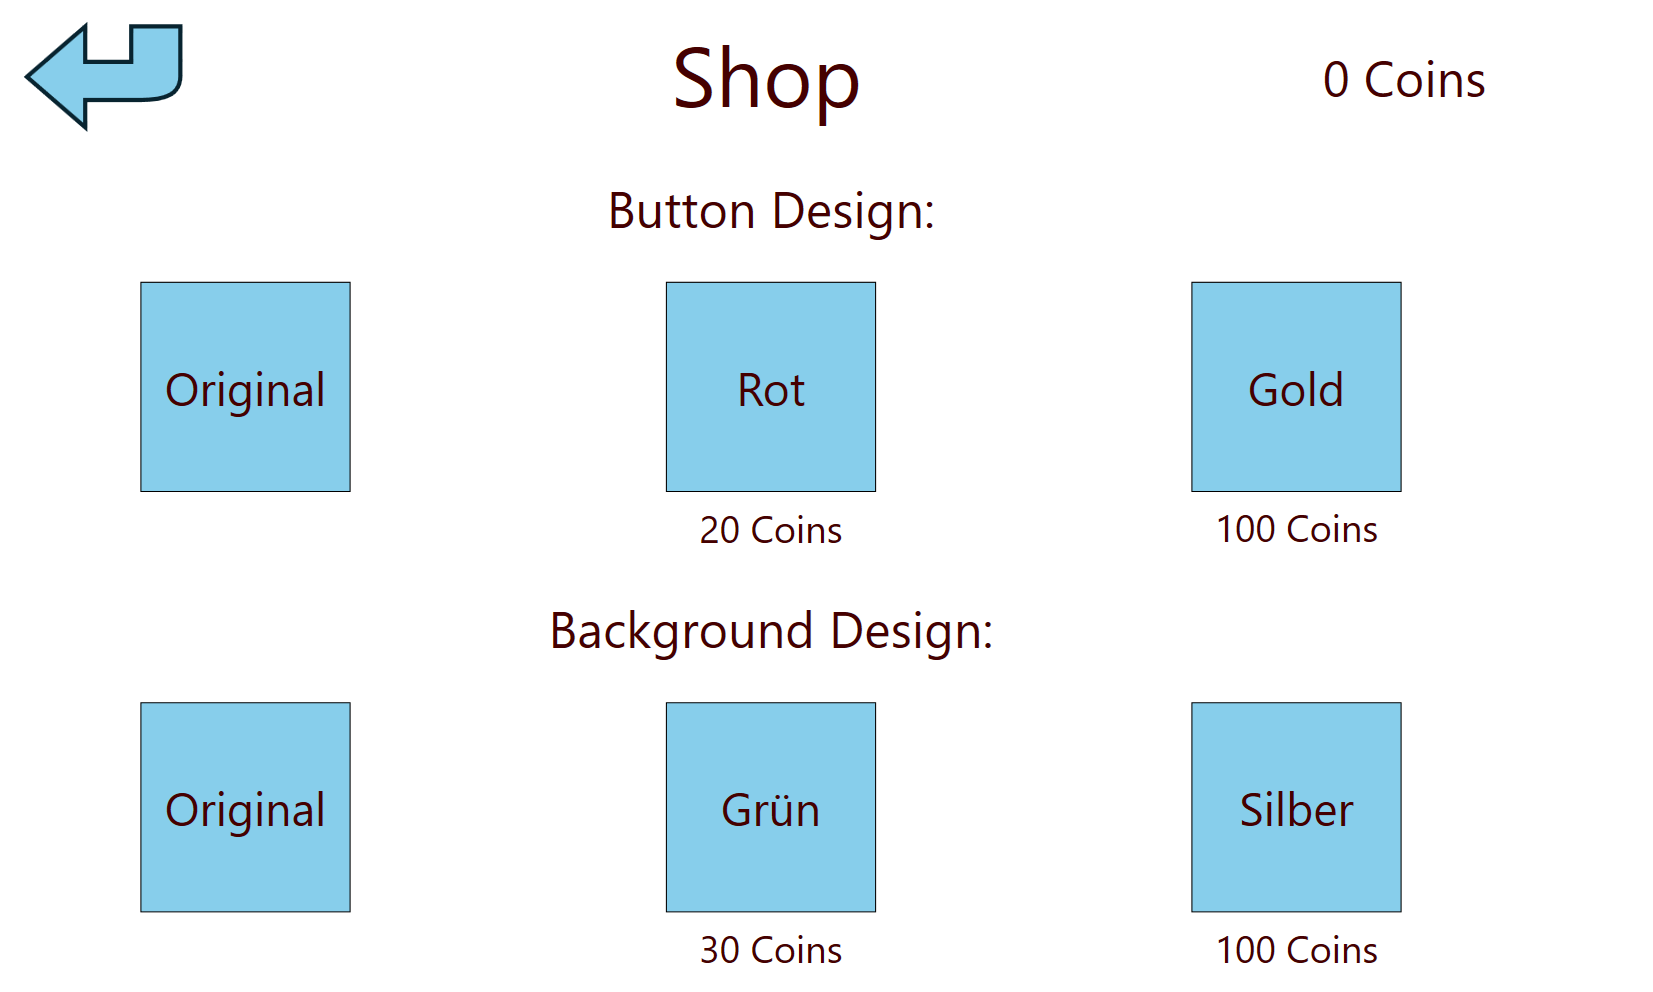 Shop
0 Coins
Button Design:
Original
Rot
Gold
20 Coins
100 Coins
Background Design:
Original
Grün
Silber
30 Coins
100 Coins